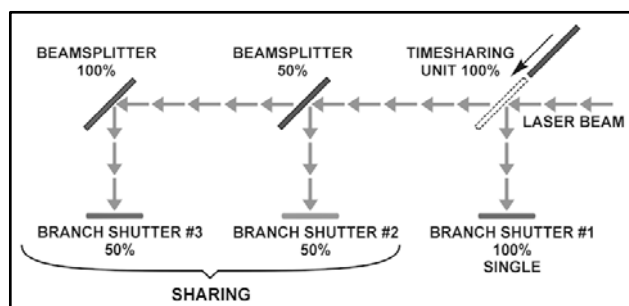 BEAMSPLITTER
100%
BEAMSPLITTER
50%
TIMESHARING
UNIT 100%
LASER BEAM
BRANCH SHUTTER #3
50%
BRANCH SHUTTER #2
50%
BRANCH SHUTTER #1
100%
SINGLE
SHARING